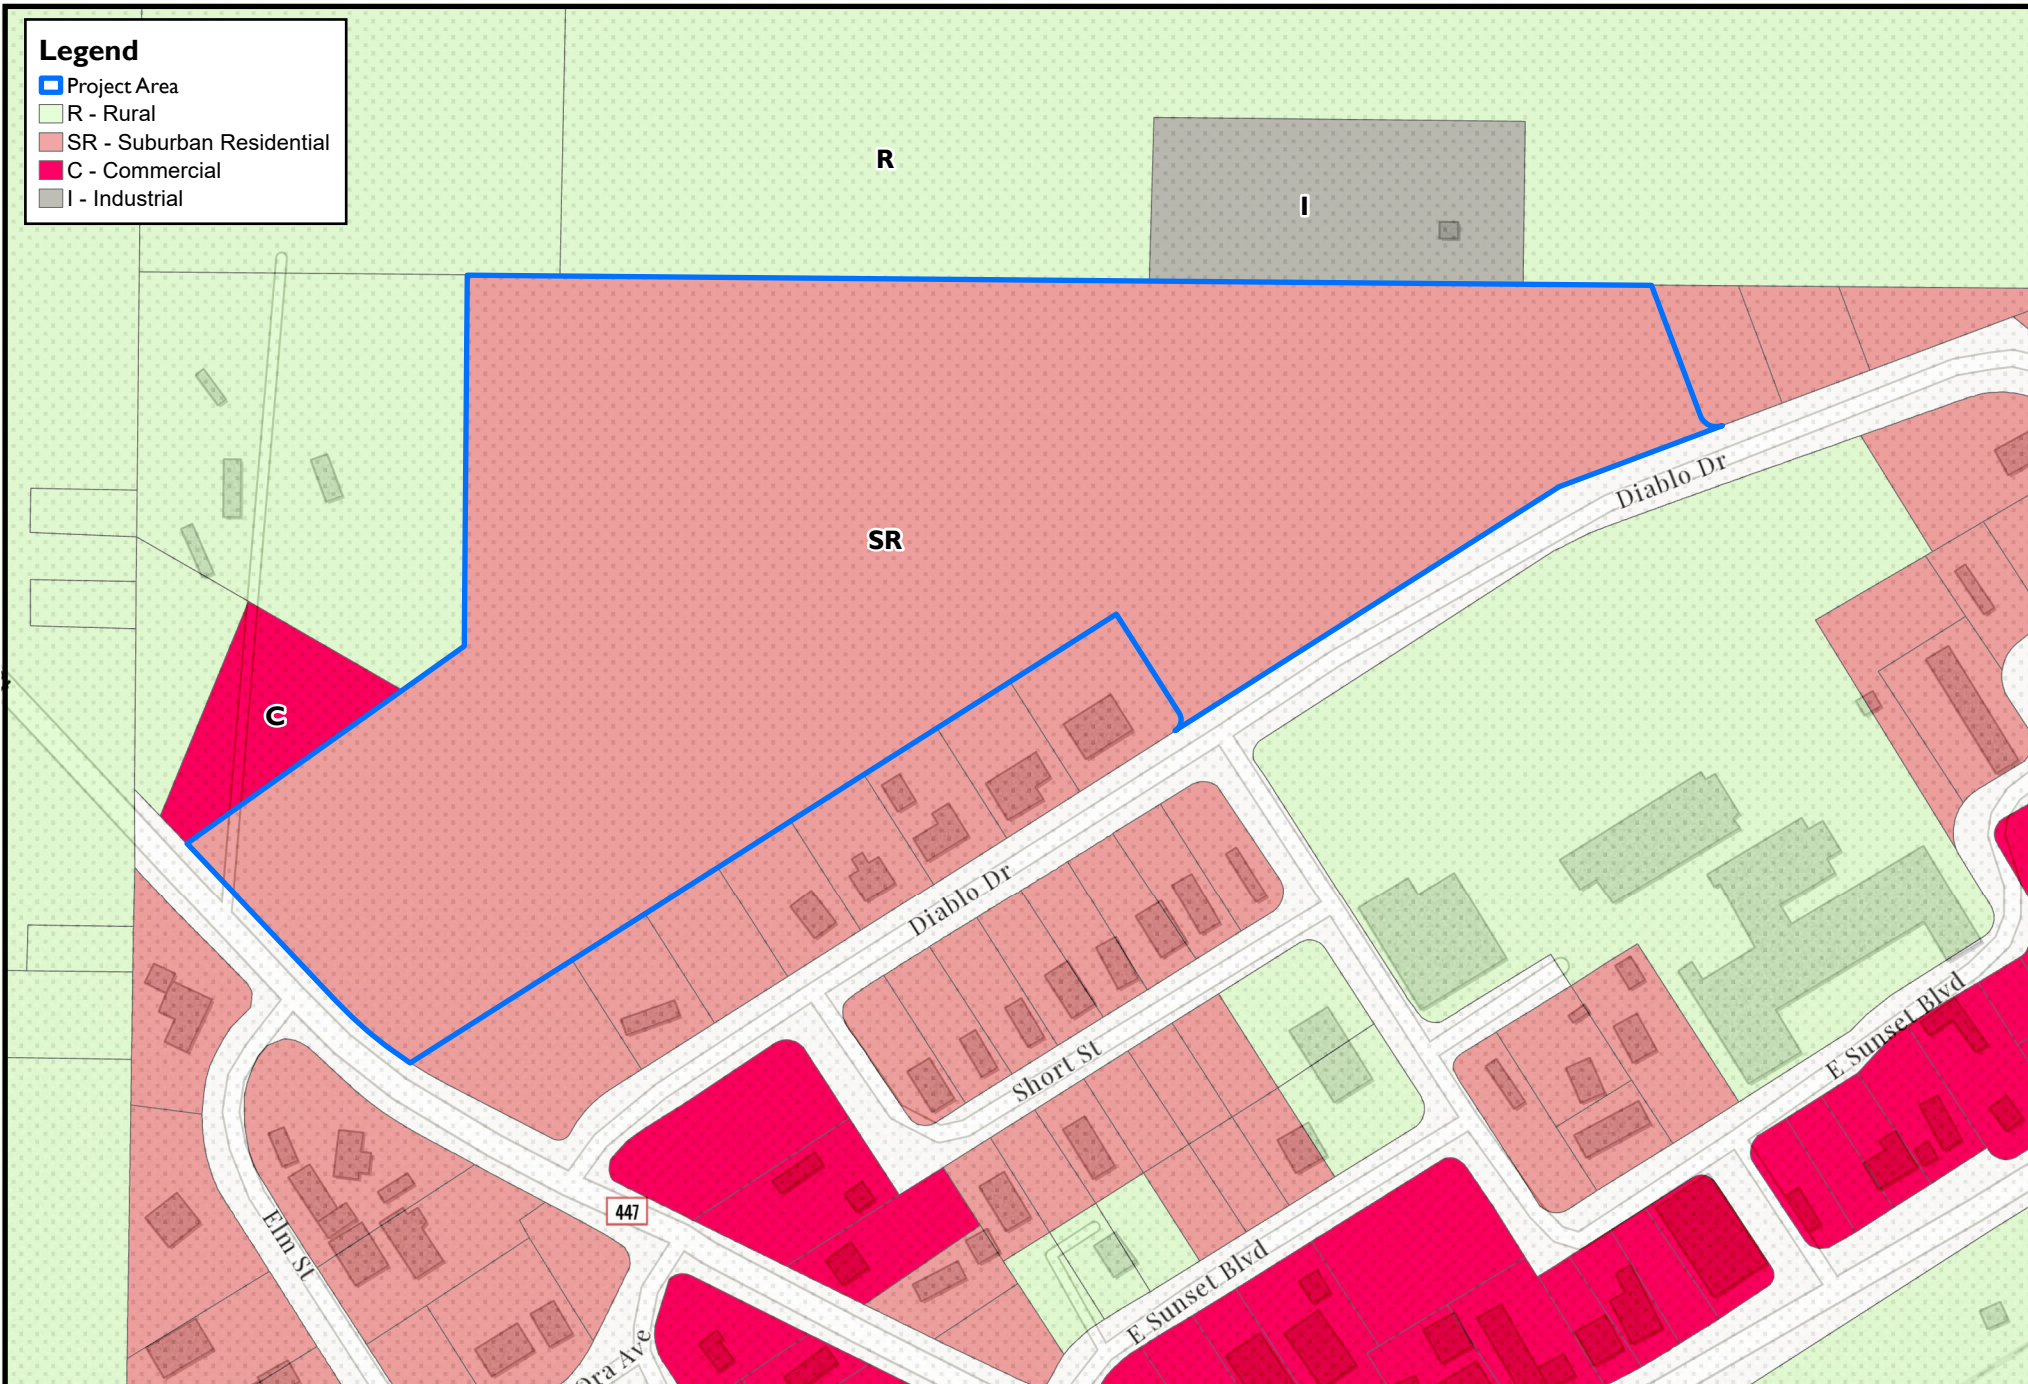 Legend
Project Area
R - Rural
SR - Suburban Residential
C - Commercial
I - Industrial
R
I
Diablo Dr
SR
C
Diablo Dr
E Sunset Blvd
Short St
447
Elm St
E Sunset Blvd
Ora Ave